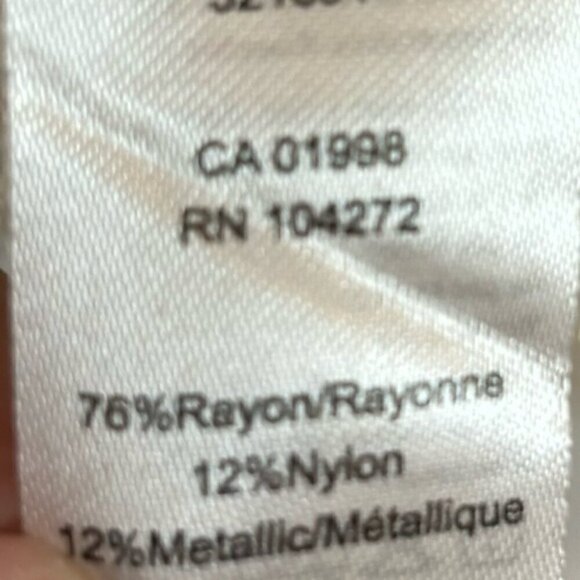 CA 01998
RN 104272
76%Rayon/Rayonne
12%Nylon
12%Metallic/Métallique